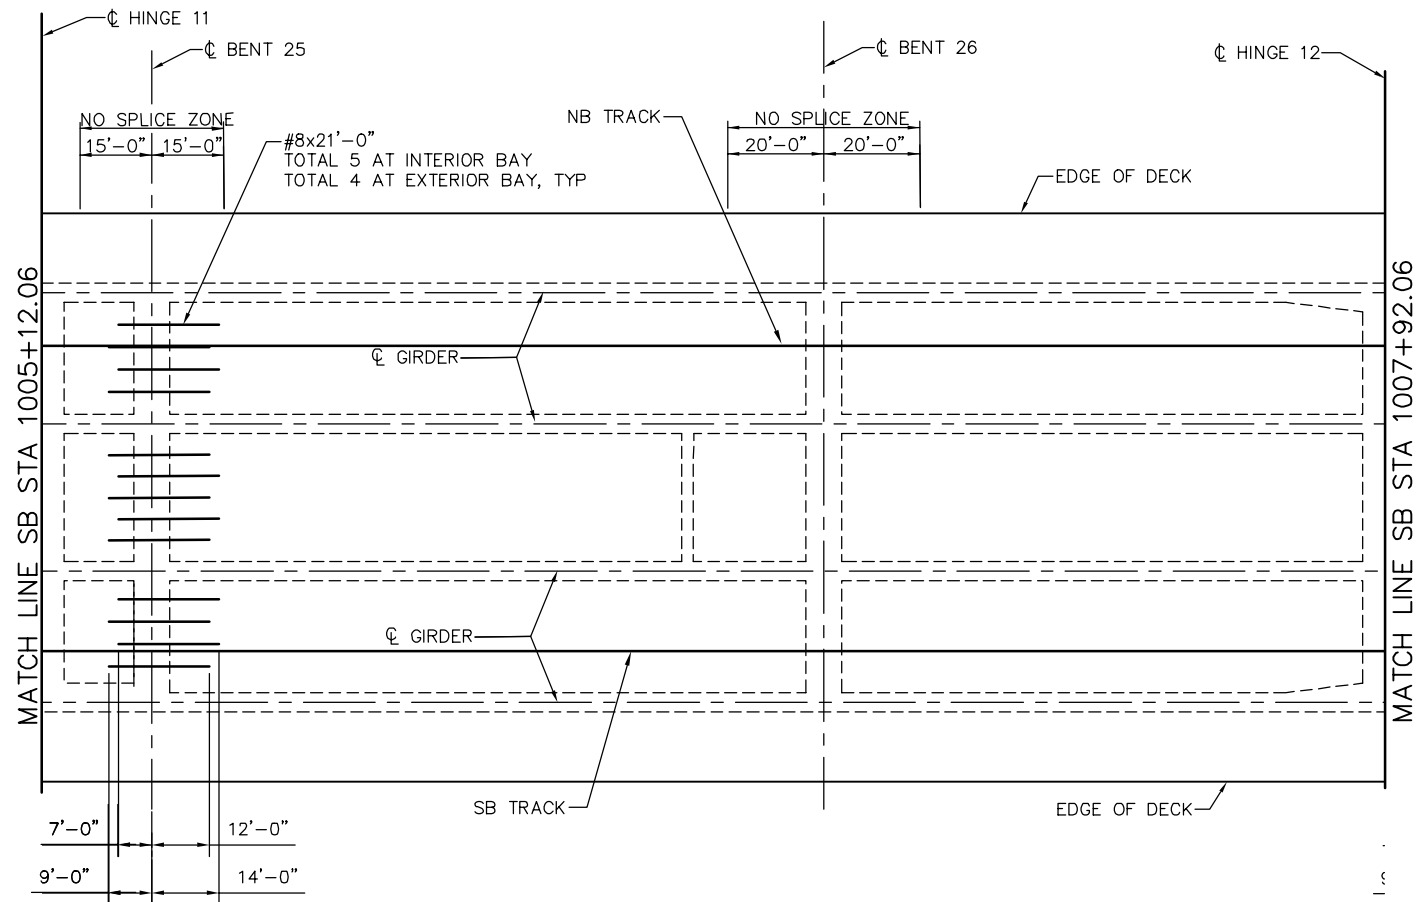 ℄ HINGE 11
℄ BENT 25
℄ BENT 26
℄ HINGE 12
NO SPLICE ZONE
15'-0" 15'-0"
#8x21'-0"
TOTAL 5 AT INTERIOR BAY
TOTAL 4 AT EXTERIOR BAY, TYP
NB TRACK
NO SPLICE ZONE
20'-0" 20'-0"
EDGE OF DECK
MATCH LINE SB STA 1005+12.06
MATCH LINE SB STA 1007+92.06
℄ GIRDER
℄ GIRDER
SB TRACK
EDGE OF DECK
7'-0" 12'-0"
9'-0" 14'-0"